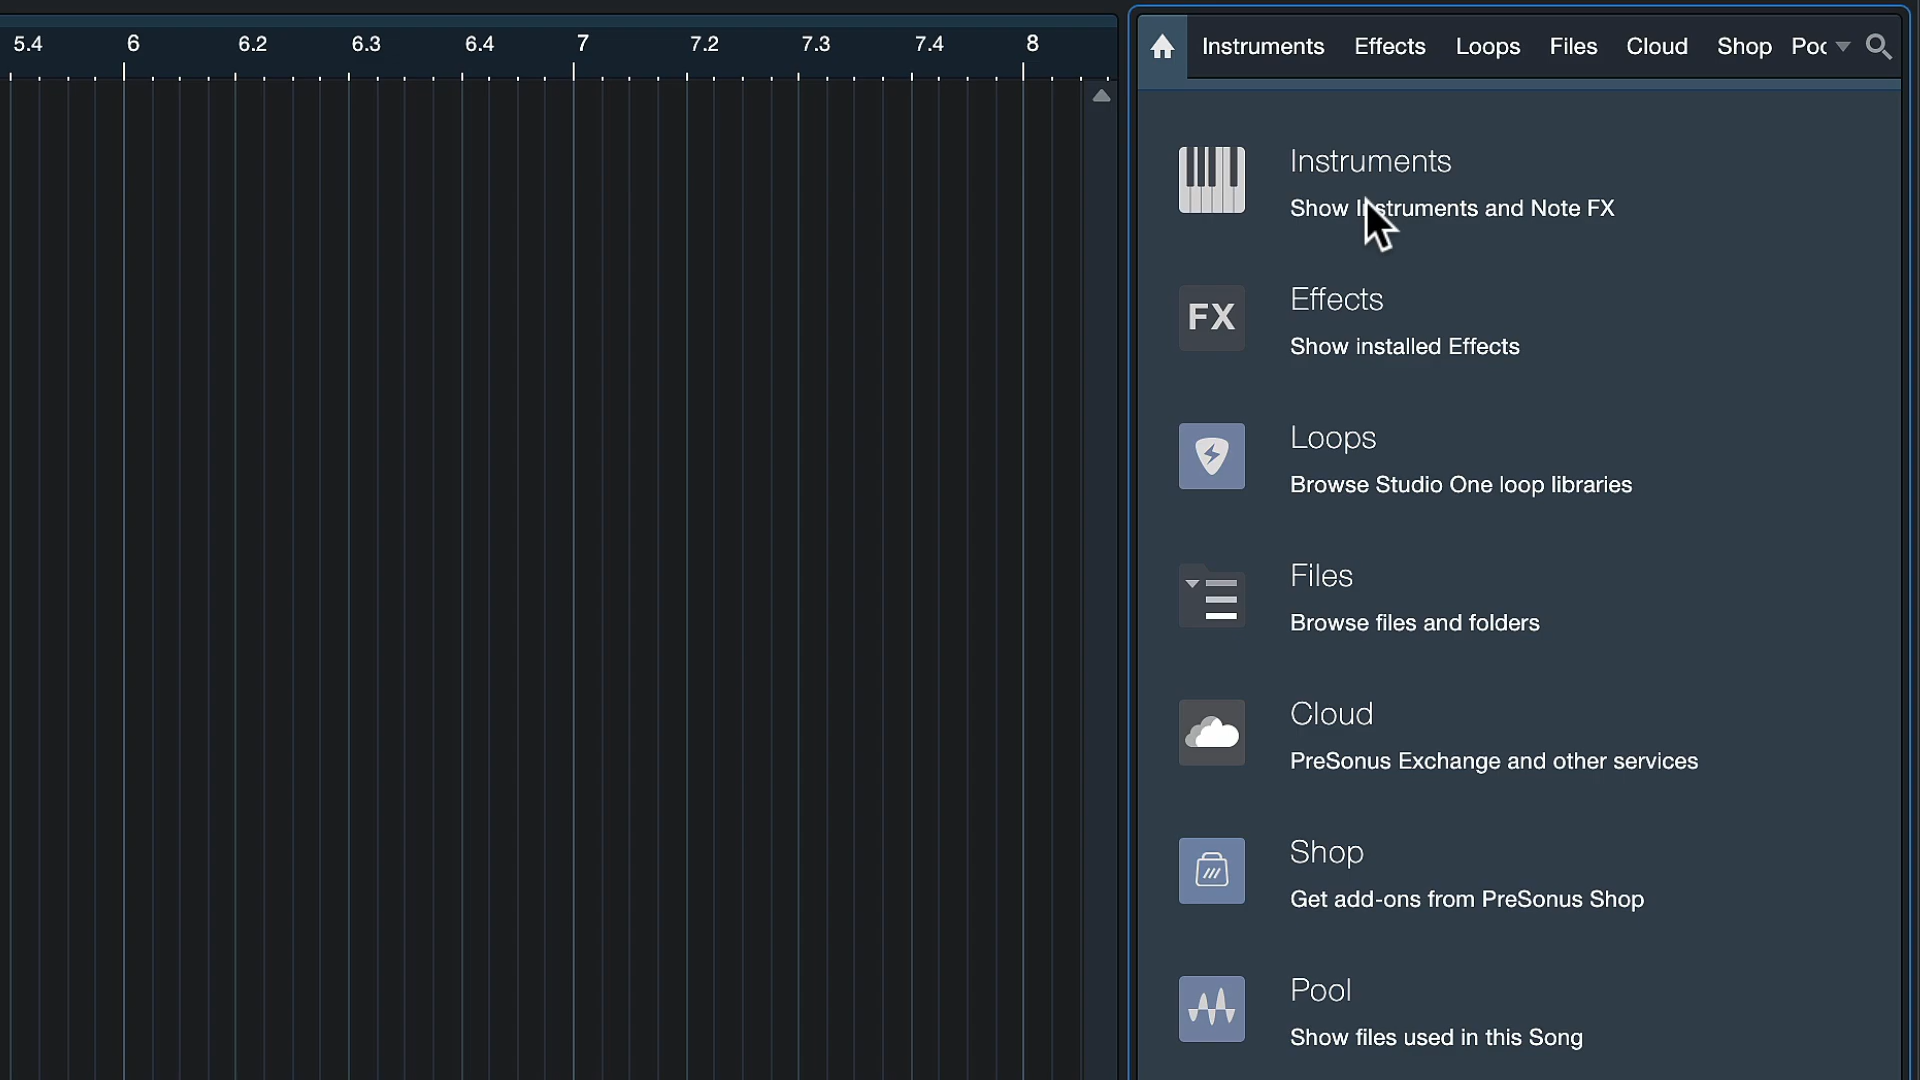 5.4 6 6.2 6.3 6.4 7 7.2 7.3 7.4 8
Instruments Effects Loops Files Cloud Shop
Instruments
Show Instruments and Note FX
FX
Effects
Show installed Effects
Loops
Browse Studio One loop libraries
Files
Browse files and folders
Cloud
PreSonus Exchange and other services
Shop
Get add-ons from PreSonus Shop
Pool
Show files used in this Song